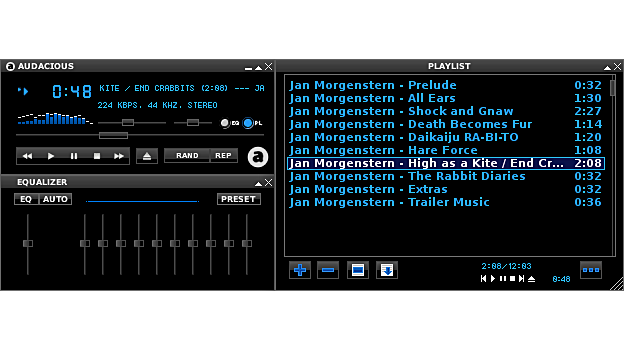 AUDACIOUS
0:48
KITE / END CRABBITS (2:08) --- JA
224 KBPS, 44 KHZ, STEREO
EQ PL
RAND REP
a
EQUALIZER
EQ AUTO PRESET
PLAYLIST
Jan Morgenstern - Prelude 0:32
Jan Morgenstern - All Ears 1:30
Jan Morgenstern - Shock and Gnaw 2:27
Jan Morgenstern - Death Becomes Fur 1:14
Jan Morgenstern - Daikaiju RA-BI-TO 1:20
Jan Morgenstern - Hare Force 1:08
Jan Morgenstern - High as a Kite / End Cr... 2:08
Jan Morgenstern - The Rabbit Diaries 0:32
Jan Morgenstern - Extras 0:32
Jan Morgenstern - Trailer Music 0:36
2:08/12:03
0:48